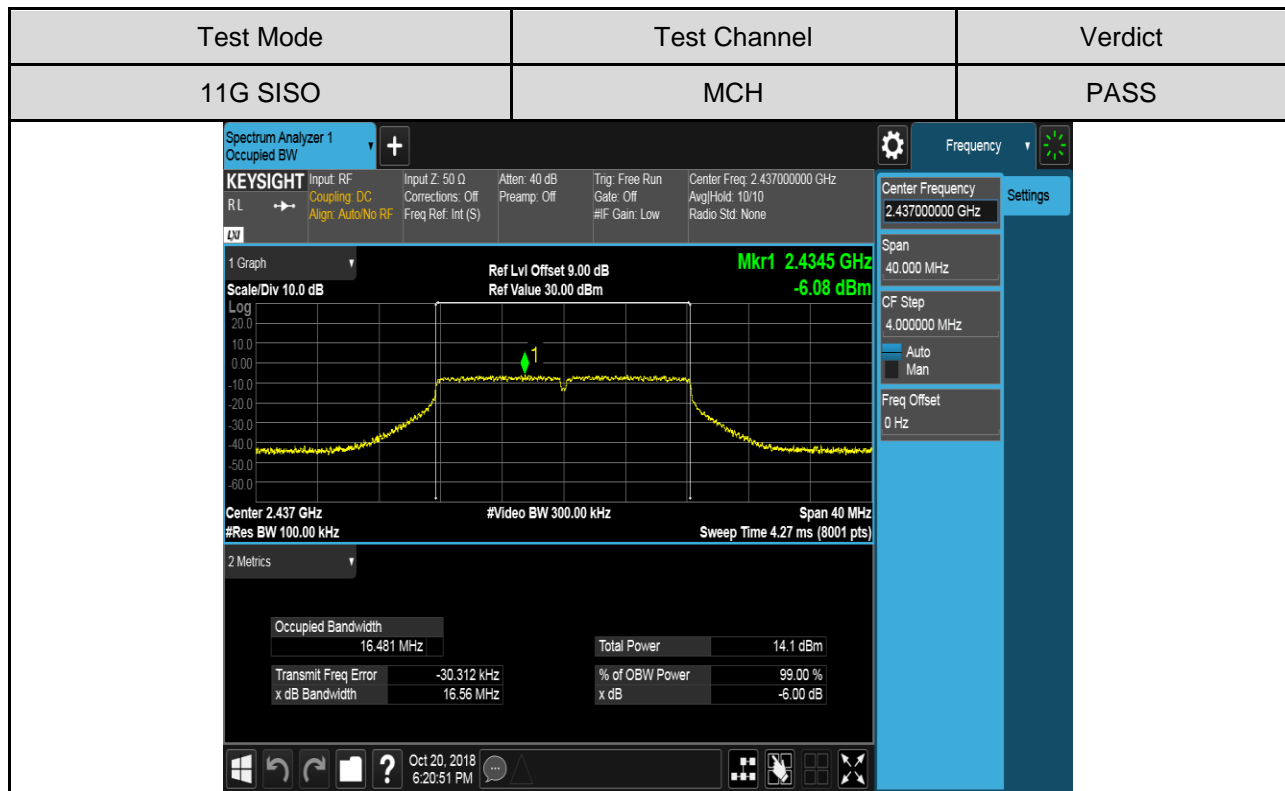 Test Mode Test Channel Verdict
11G SISO MCH PASS
Spectrum Analyzer 1
Occupied BW
+
Frequency
KEYSIGHT Input: RF Input Z: 50 Ω Atten: 40 dB Trig: Free Run Center Freq: 2.437000000 GHz
RL Coupling: DC Corrections: Off Preamp: Off Gate: Off Avg|Hold: 10/10
Align: Auto/No RF Freq Ref: Int (S) #IF Gain: Low Radio Std: None
LXI
Center Frequency Settings
2.437000000 GHz
Span
40.000 MHz
CF Step
4.000000 MHz
Auto
Man
Freq Offset
0 Hz
1 Graph Ref Lvl Offset 9.00 dB Mkr1 2.4345 GHz
Scale/Div 10.0 dB Ref Value 30.00 dBm -6.08 dBm
Log
20.0
10.0
1
0.00
-10.0
-20.0
-30.0
-40.0
-50.0
-60.0
Center 2.437 GHz #Video BW 300.00 kHz Span 40 MHz
#Res BW 100.00 kHz Sweep Time 4.27 ms (8001 pts)
2 Metrics
Occupied Bandwidth
16.481 MHz Total Power 14.1 dBm
Transmit Freq Error -30.312 kHz % of OBW Power 99.00 %
x dB Bandwidth 16.56 MHz x dB -6.00 dB
? Oct 20, 2018
6:20:51 PM